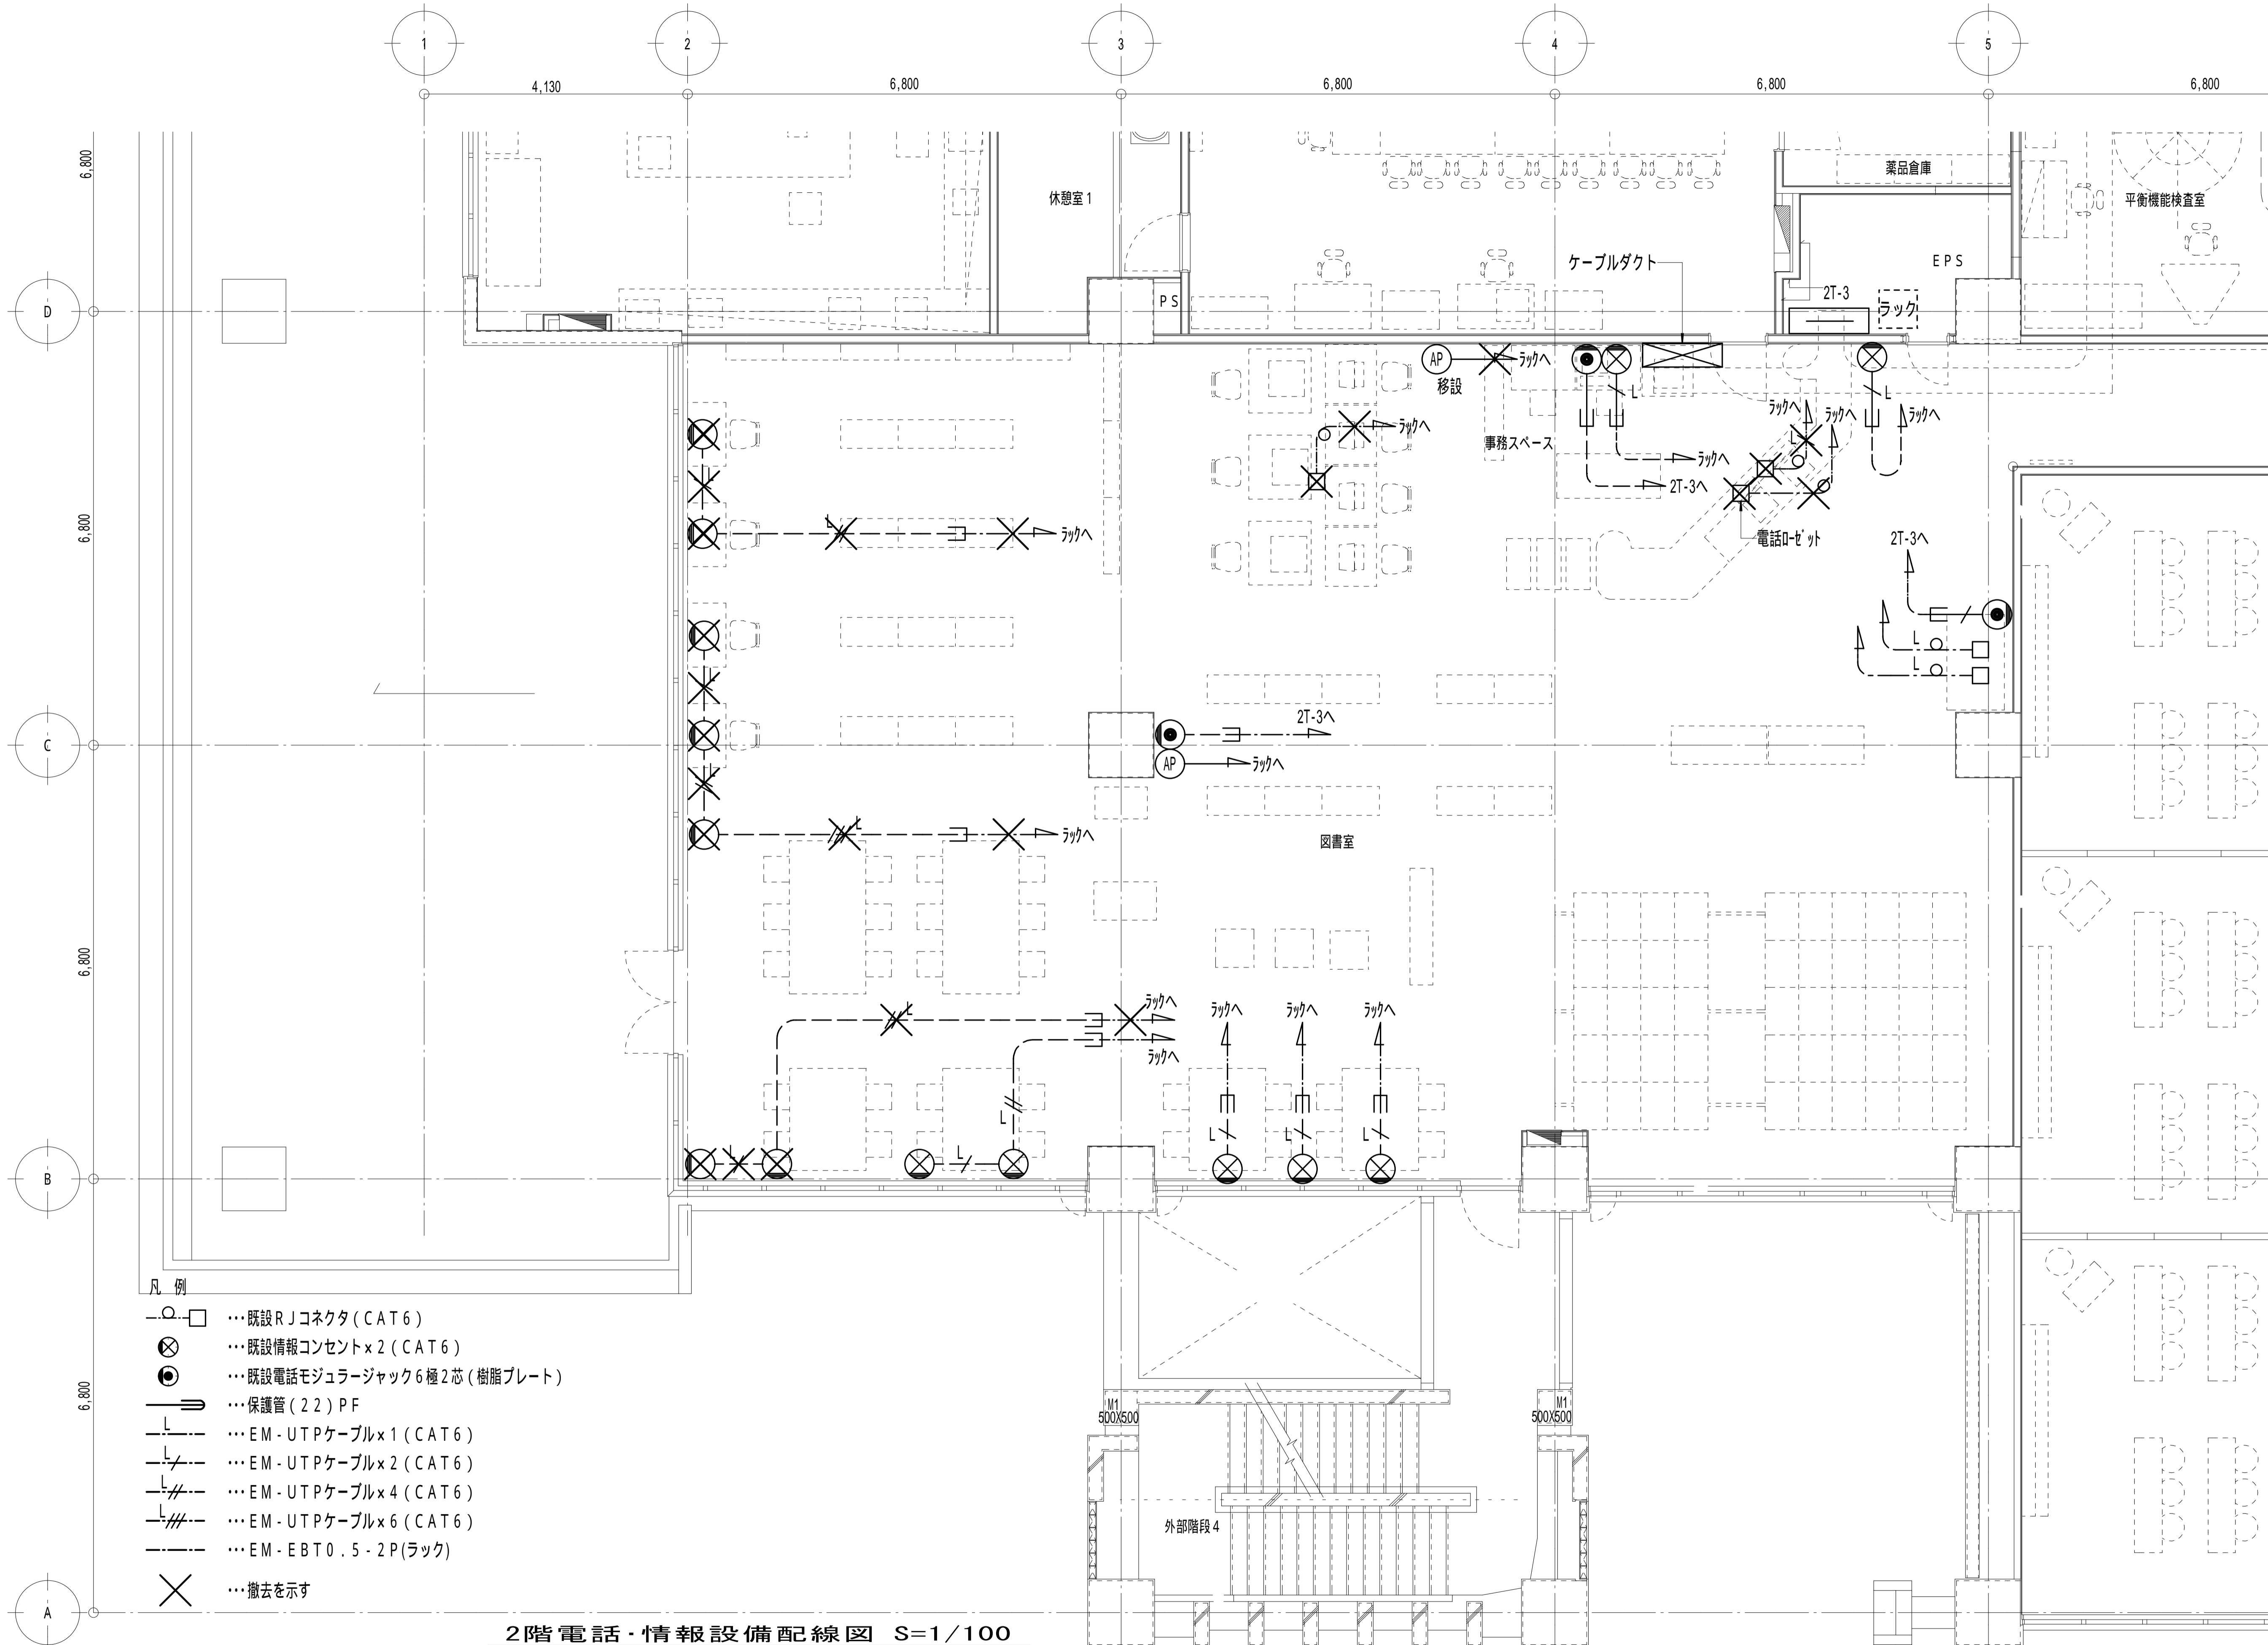 1
2
3
4
5
4,130
6,800
6,800
6,800
6,800
6,800
薬品倉庫
休憩室1
平衡機能検査室
ケーブルダクト
EPS
D
PS
2T-3
ラック
AP
ラックへ
移設
L
L
ラックへ
ラックへ
ラックへ
ラックへ
事務スペース
L
ラックへ
L
2T-3へ
6,800
L
ラックへ
電話ローゼット
2T-3へ
L
L
L
2T-3へ
C
AP
ラックへ
L
L
ラックへ
図書室
6,800
ラックへ
ラックへ
ラックへ
ラックへ
L
ラックへ
L
L
L
L
L
L
B
凡 例
…既設RJコネクタ(CAT6)
…既設情報コンセント×2(CAT6)
…既設電話モジュラージャック6極2芯(樹脂プレート)
6,800
…保護管(22)PF
M1
500X500
M1
500X500
L
…EM-UTPケーブル×1(CAT6)
L
…EM-UTPケーブル×2(CAT6)
L
…EM-UTPケーブル×4(CAT6)
L
…EM-UTPケーブル×6(CAT6)
外部階段4
…EM-EBT0.5-2P(ラック)
…撤去を示す
A
2階電話・情報設備配線図 S=1/100